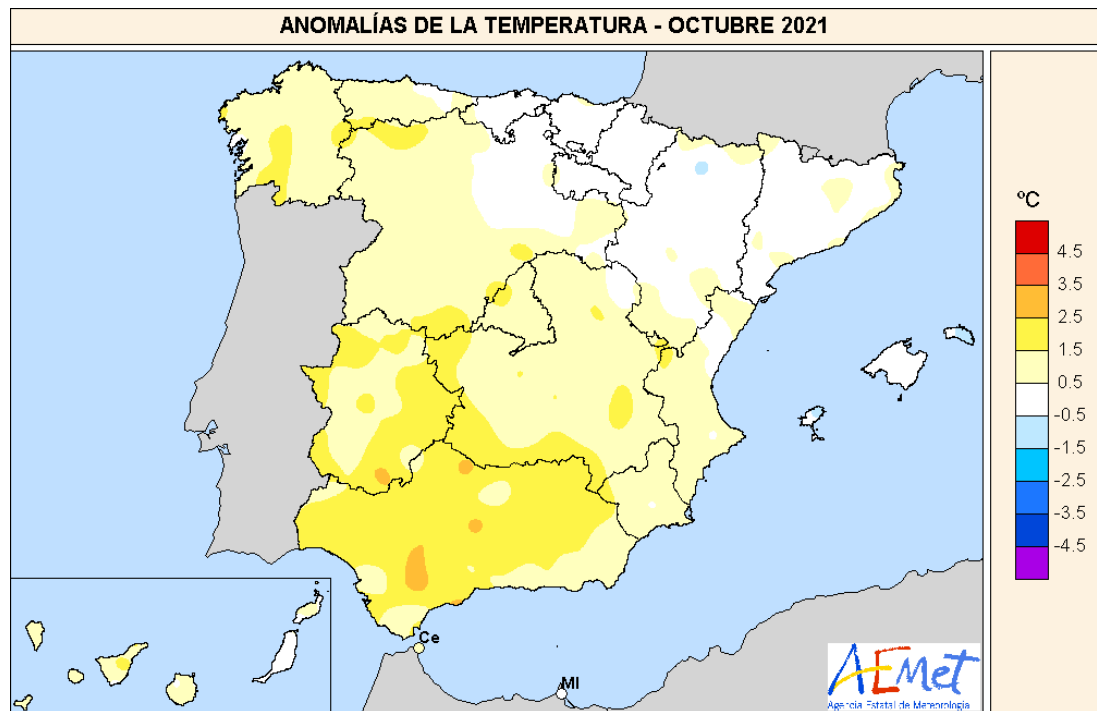 ANOMALÍAS DE LA TEMPERATURA - OCTUBRE 2021
ºC
4.5
3.5
2.5
1.5
0.5
-0.5
-1.5
-2.5
-3.5
-4.5
Ce
Ml
AEMet
Agencia Estatal de Meteorología